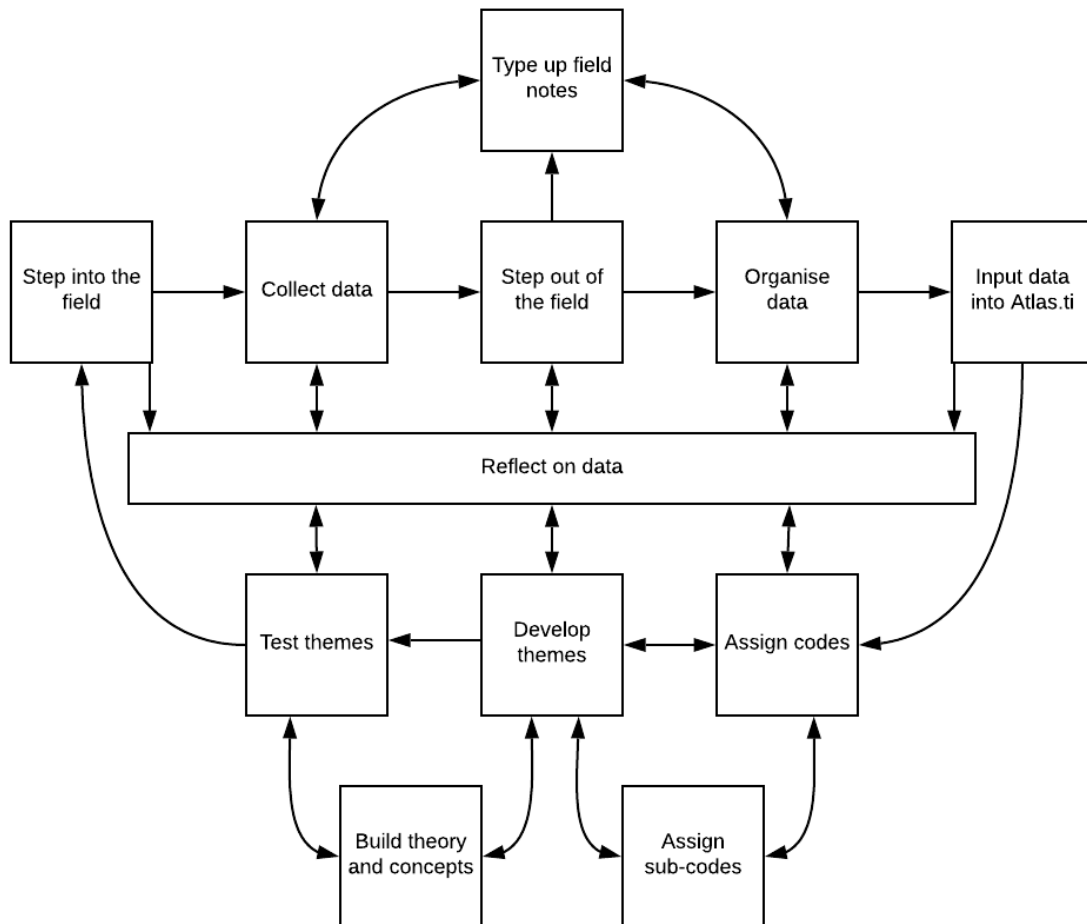 Type up field
notes
Step into the
field
Collect data
Step out of
the field
Organise
data
Input data
into Atlas.ti
Reflect on data
Test themes
Develop
themes
Assign codes
Build theory
and concepts
Assign
sub-codes